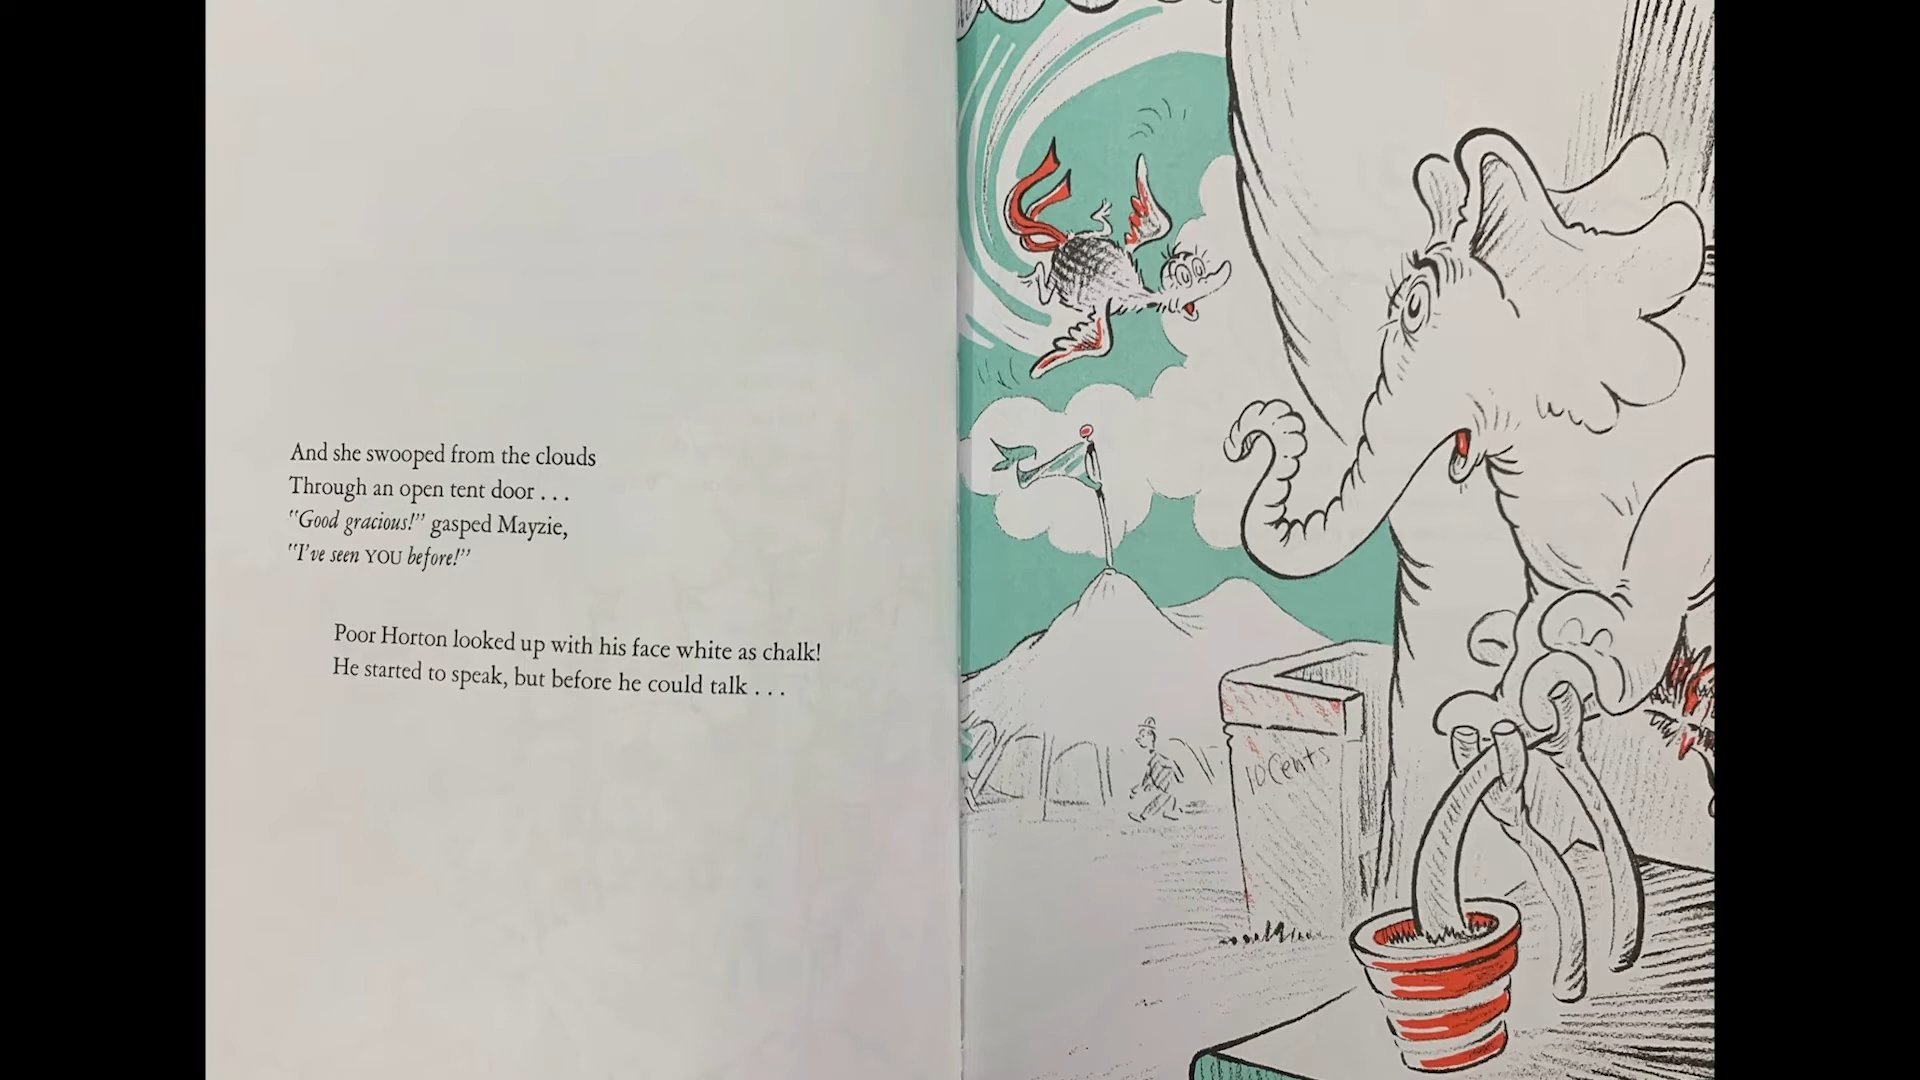 And she swooped from the clouds
Through an open tent door . . .
"Good gracious!" gasped Mayzie,
"I've seen YOU before!"
Poor Horton looked up with his face white as chalk!
He started to speak, but before he could talk . . .
10 Cents